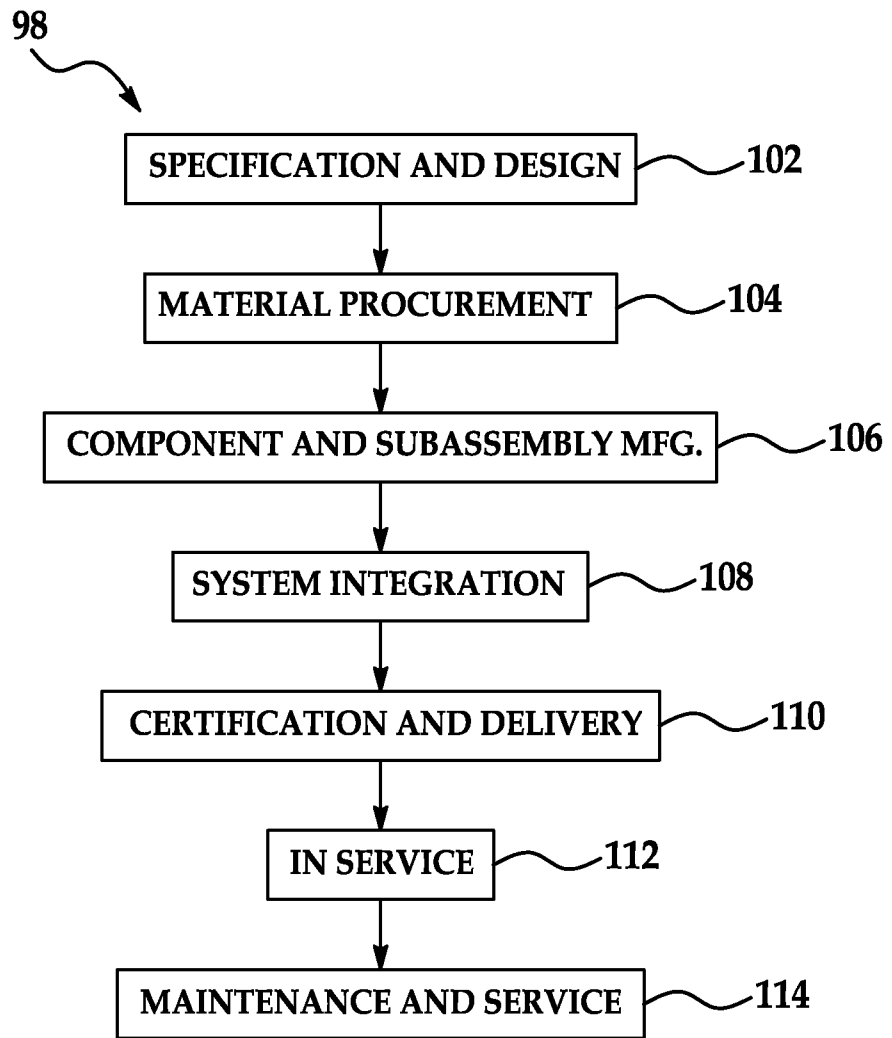 98
SPECIFICATION AND DESIGN 102
MATERIAL PROCUREMENT 104
COMPONENT AND SUBASSEMBLY MFG. 106
SYSTEM INTEGRATION 108
CERTIFICATION AND DELIVERY 110
IN SERVICE 112
MAINTENANCE AND SERVICE 114